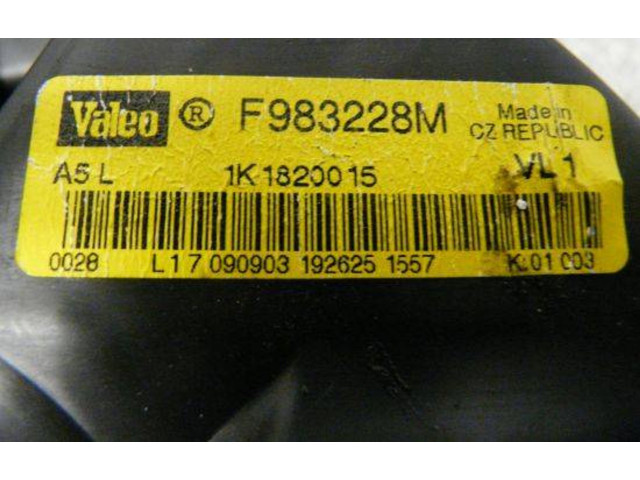 Valeo ® F983228M Made in
CZ REPUBLIC
A5 L 1K1820015 VL 1
0028 L 1 7 090903 192625 1557 K 01 003